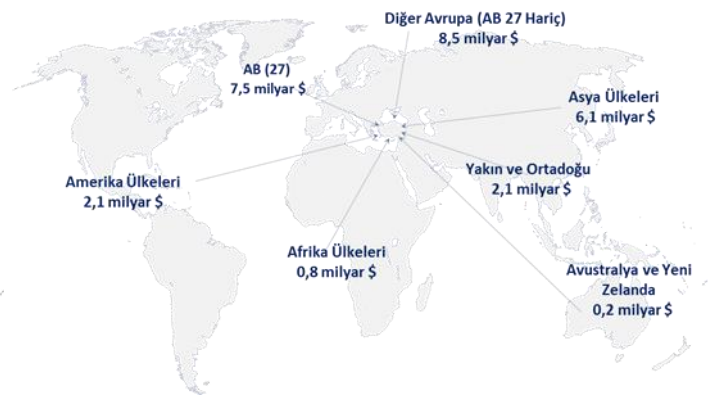 Diğer Avrupa (AB 27 Hariç)
8,5 milyar $
AB (27)
7,5 milyar $
Asya Ülkeleri
6,1 milyar $
Yakın ve Ortadoğu
2,1 milyar $
Amerika Ülkeleri
2,1 milyar $
Afrika Ülkeleri
0,8 milyar $
Avustralya ve Yeni
Zelanda
0,2 milyar $